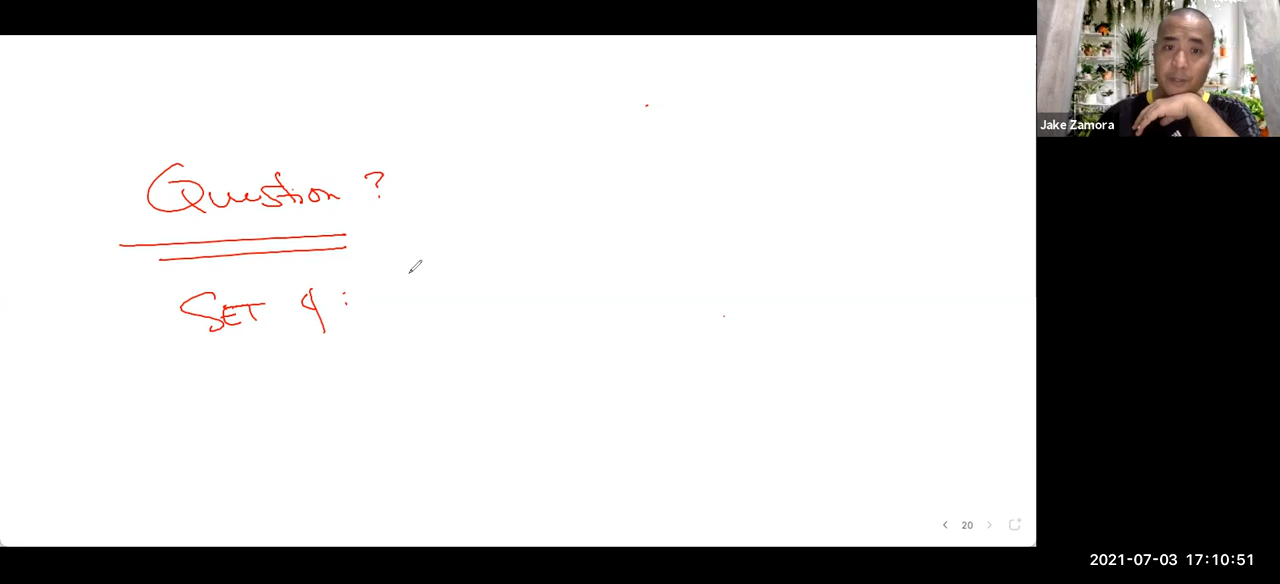 Jake Zamora
Question ?
SET 4 :
20
2021-07-03 17:10:51